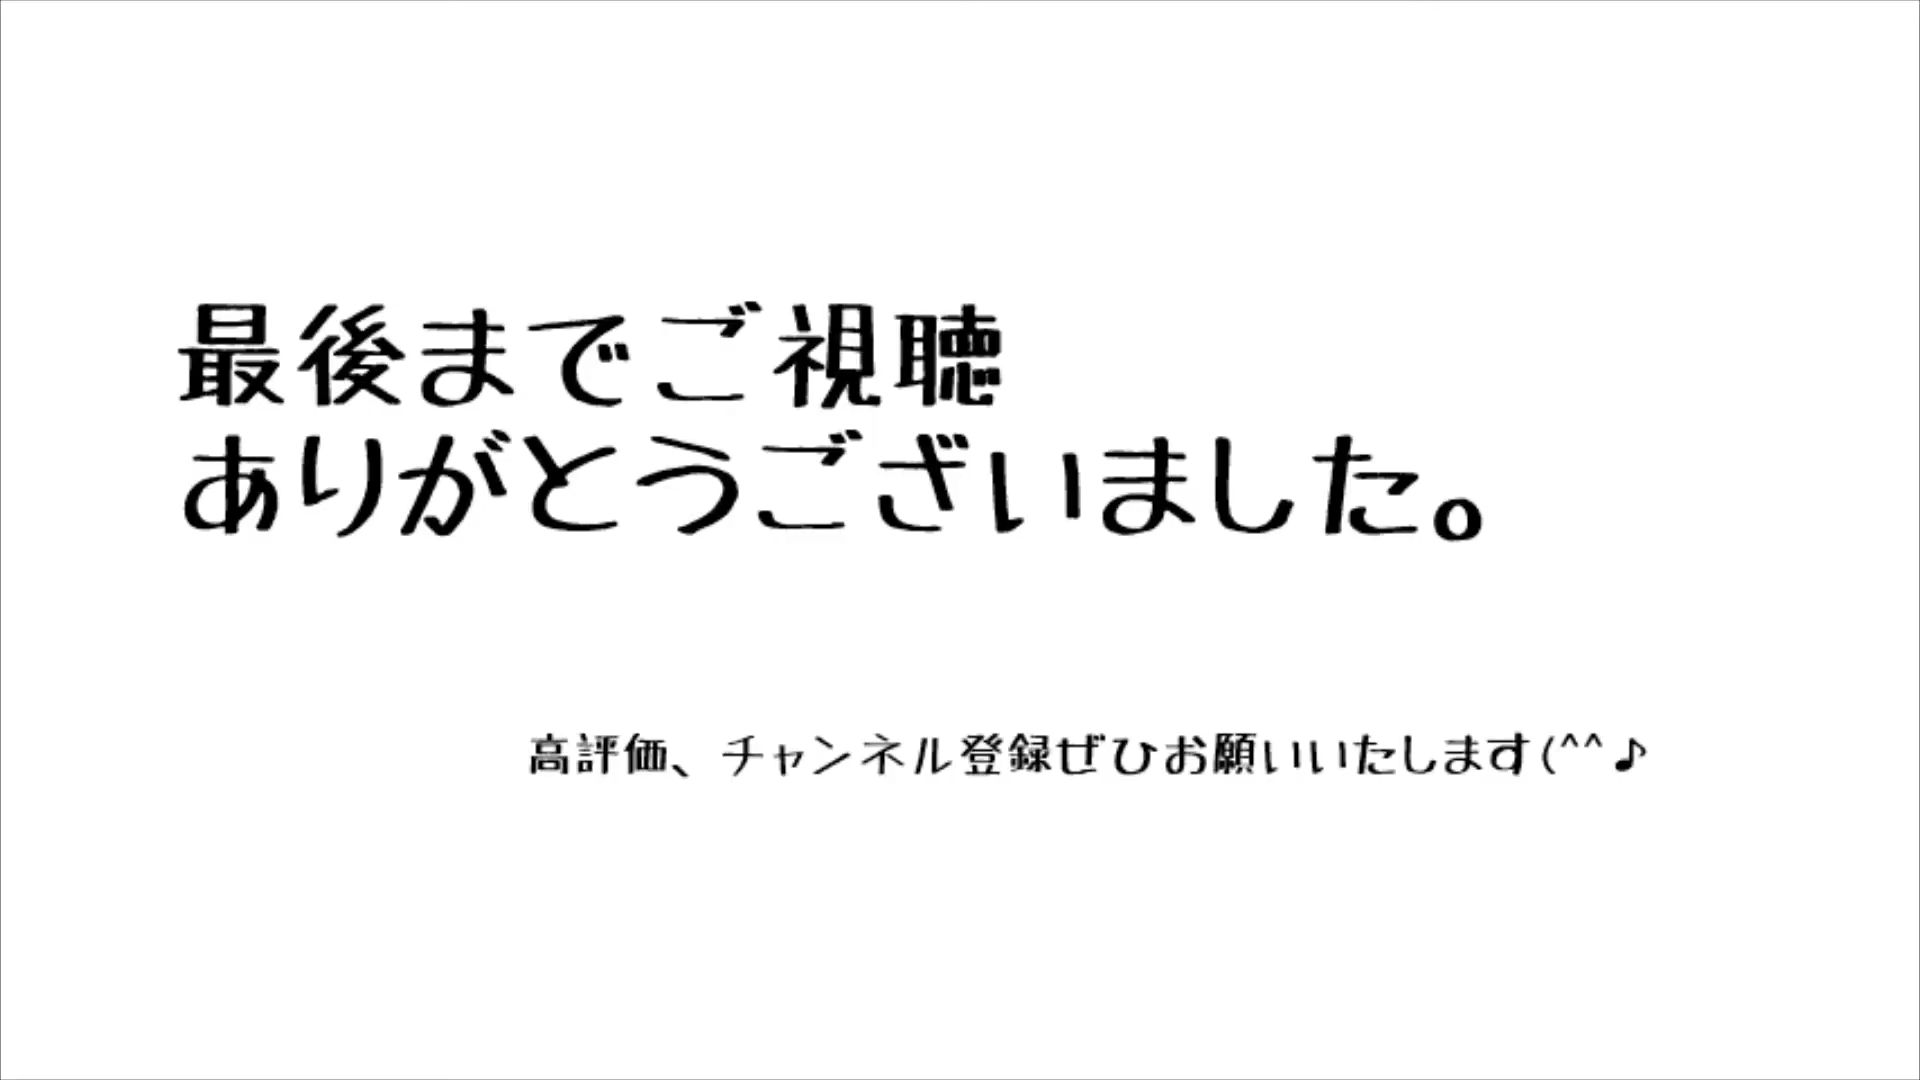 最後までご視聴
ありがとうございました。
高評価、チャンネル登録ぜひお願いいたします(^^♪